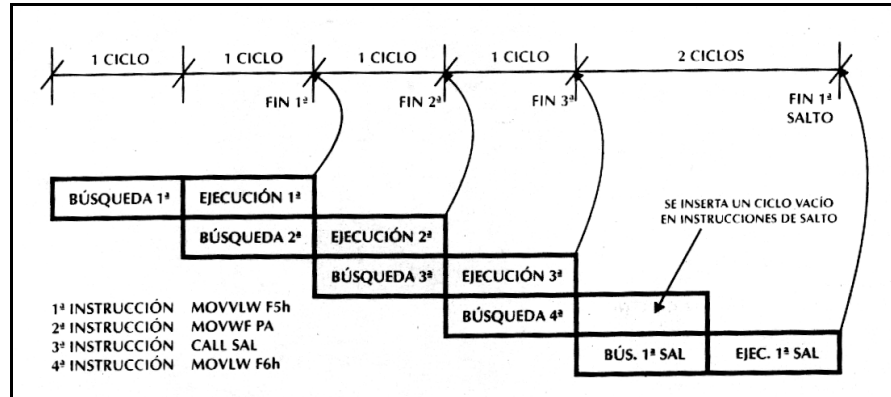 1 CICLO 1 CICLO 1 CICLO 1 CICLO 2 CICLOS
FIN 1ª FIN 2ª FIN 3ª FIN 1ª
SALTO
BÚSQUEDA 1ª EJECUCIÓN 1ª
SE INSERTA UN CICLO VACÍO
EN INSTRUCCIONES DE SALTO
BÚSQUEDA 2ª EJECUCIÓN 2ª
BÚSQUEDA 3ª EJECUCIÓN 3ª
1ª INSTRUCCIÓN MOVVLW F5h
2ª INSTRUCCIÓN MOVWF PA
3ª INSTRUCCIÓN CALL SAL
4ª INSTRUCCIÓN MOVLW F6h
BÚSQUEDA 4ª
BÚS. 1ª SAL EJEC. 1ª SAL